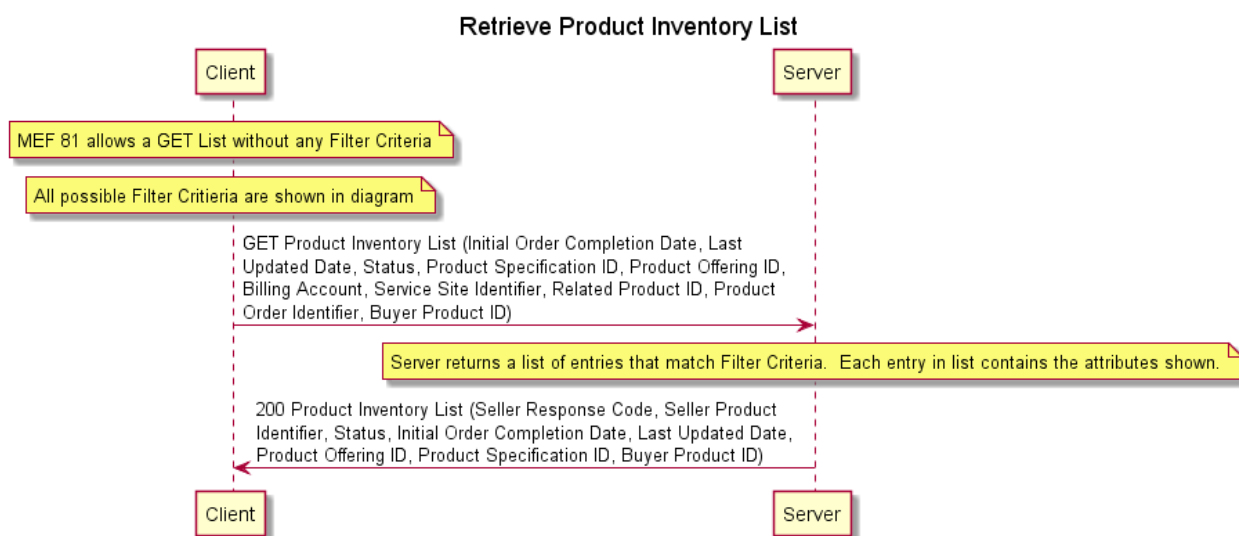 Retrieve Product Inventory List
Client
Server
MEF 81 allows a GET List without any Filter Criteria
All possible Filter Critieria are shown in diagram
GET Product Inventory List (Initial Order Completion Date, Last
Updated Date, Status, Product Specification ID, Product Offering ID,
Billing Account, Service Site Identifier, Related Product ID, Product
Order Identifier, Buyer Product ID)
Server returns a list of entries that match Filter Criteria.  Each entry in list contains the attributes shown.
200 Product Inventory List (Seller Response Code, Seller Product
Identifier, Status, Initial Order Completion Date, Last Updated Date,
Product Offering ID, Product Specification ID, Buyer Product ID)
Client
Server